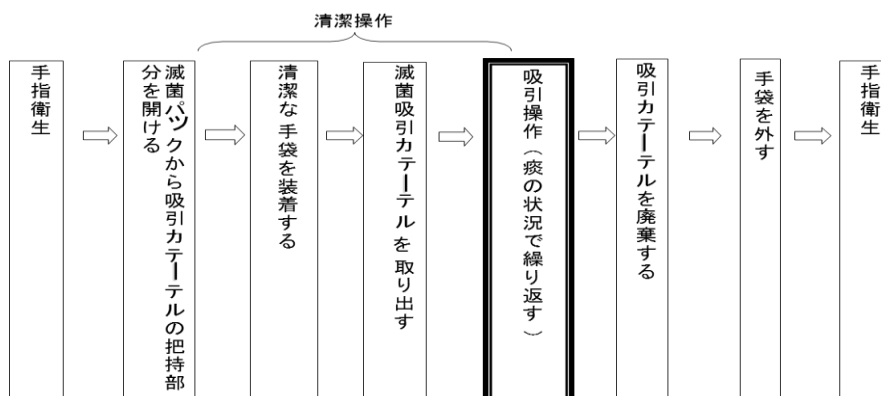 清潔操作
手指衛生
滅菌パックから吸引カテーテルの把持部
分を開ける
清潔な手袋を装着する
滅菌吸引カテーテルを取り出す
吸引操作(痰の状況で繰り返す)
吸引カテーテルを廃棄する
手袋を外す
手指衛生